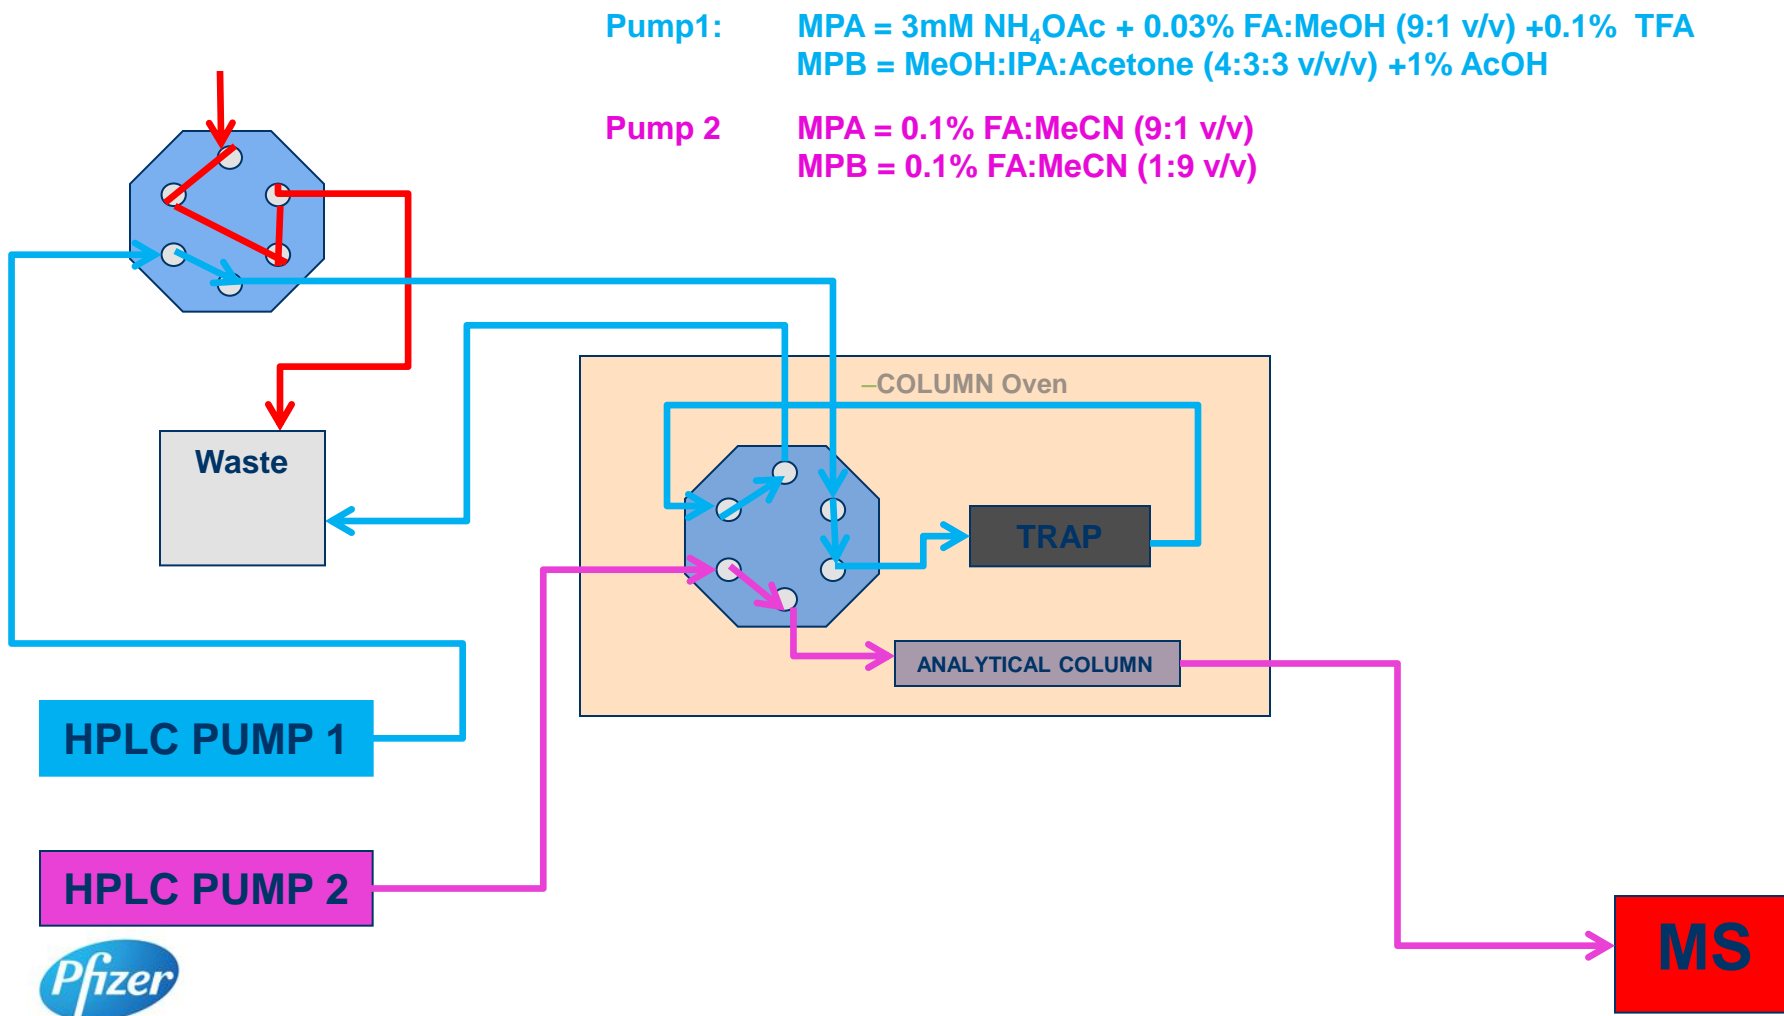 Pump1: MPA = 3mM NH₄OAc + 0.03% FA:MeOH (9:1 v/v) +0.1% TFA
MPB = MeOH:IPA:Acetone (4:3:3 v/v/v) +1% AcOH
Pump 2 MPA = 0.1% FA:MeCN (9:1 v/v)
MPB = 0.1% FA:MeCN (1:9 v/v)
–COLUMN Oven
Waste
TRAP
ANALYTICAL COLUMN
HPLC PUMP 1
HPLC PUMP 2
MS
Pfizer